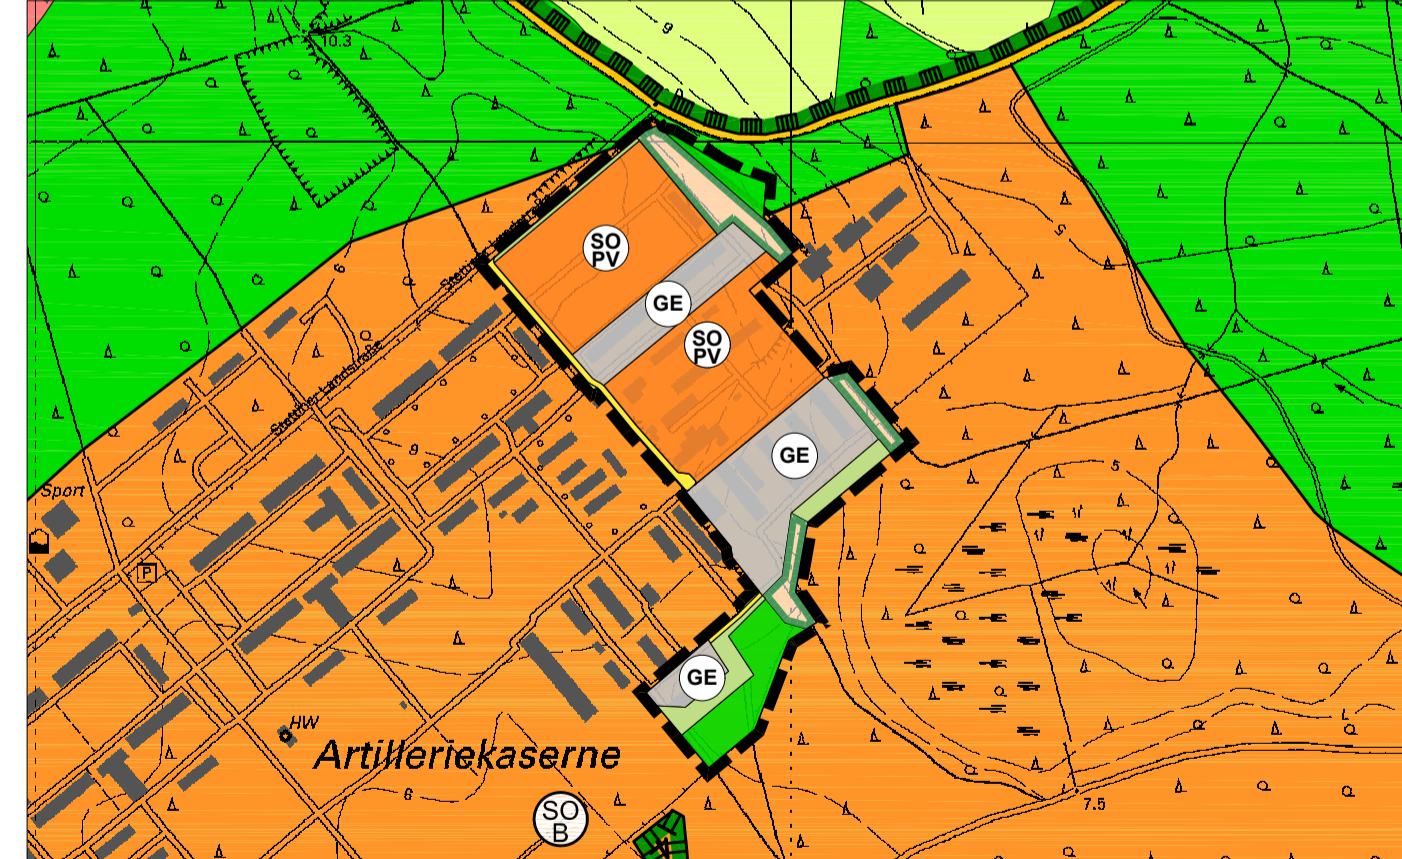 9
10.3
6
Stettiner Landstraße
SO
PV
GE
SO
PV
5
Stettiner Landstraße
9
GE
5
Sport
P
GE
HW
Artilleriekaserne
6
SO
B
7.5